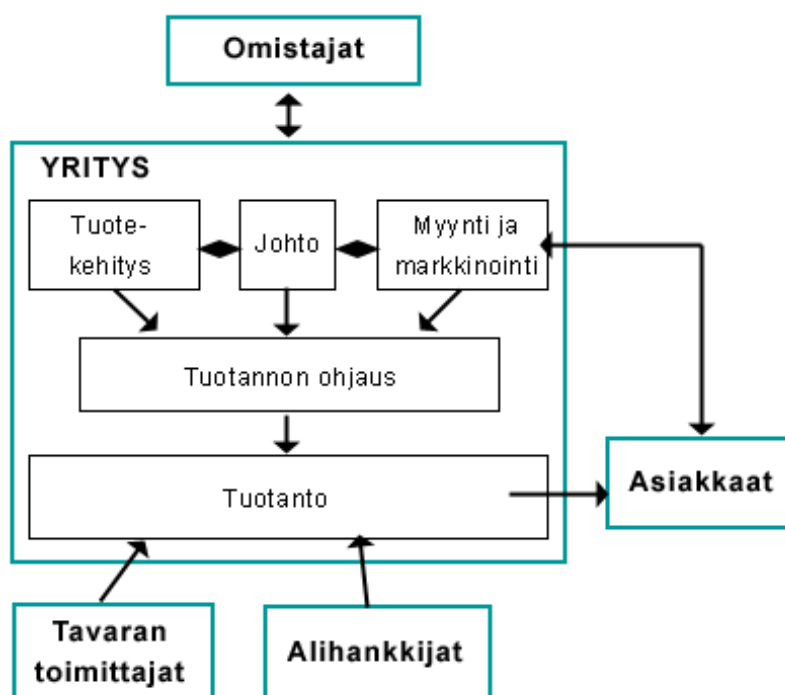 Omistajat
YRITYS
Tuote-
kehitys
Johto
Myynti ja
markkinointi
Tuotannon ohjaus
Tuotanto
Asiakkaat
Tavaran
toimittajat
Alihankkijat